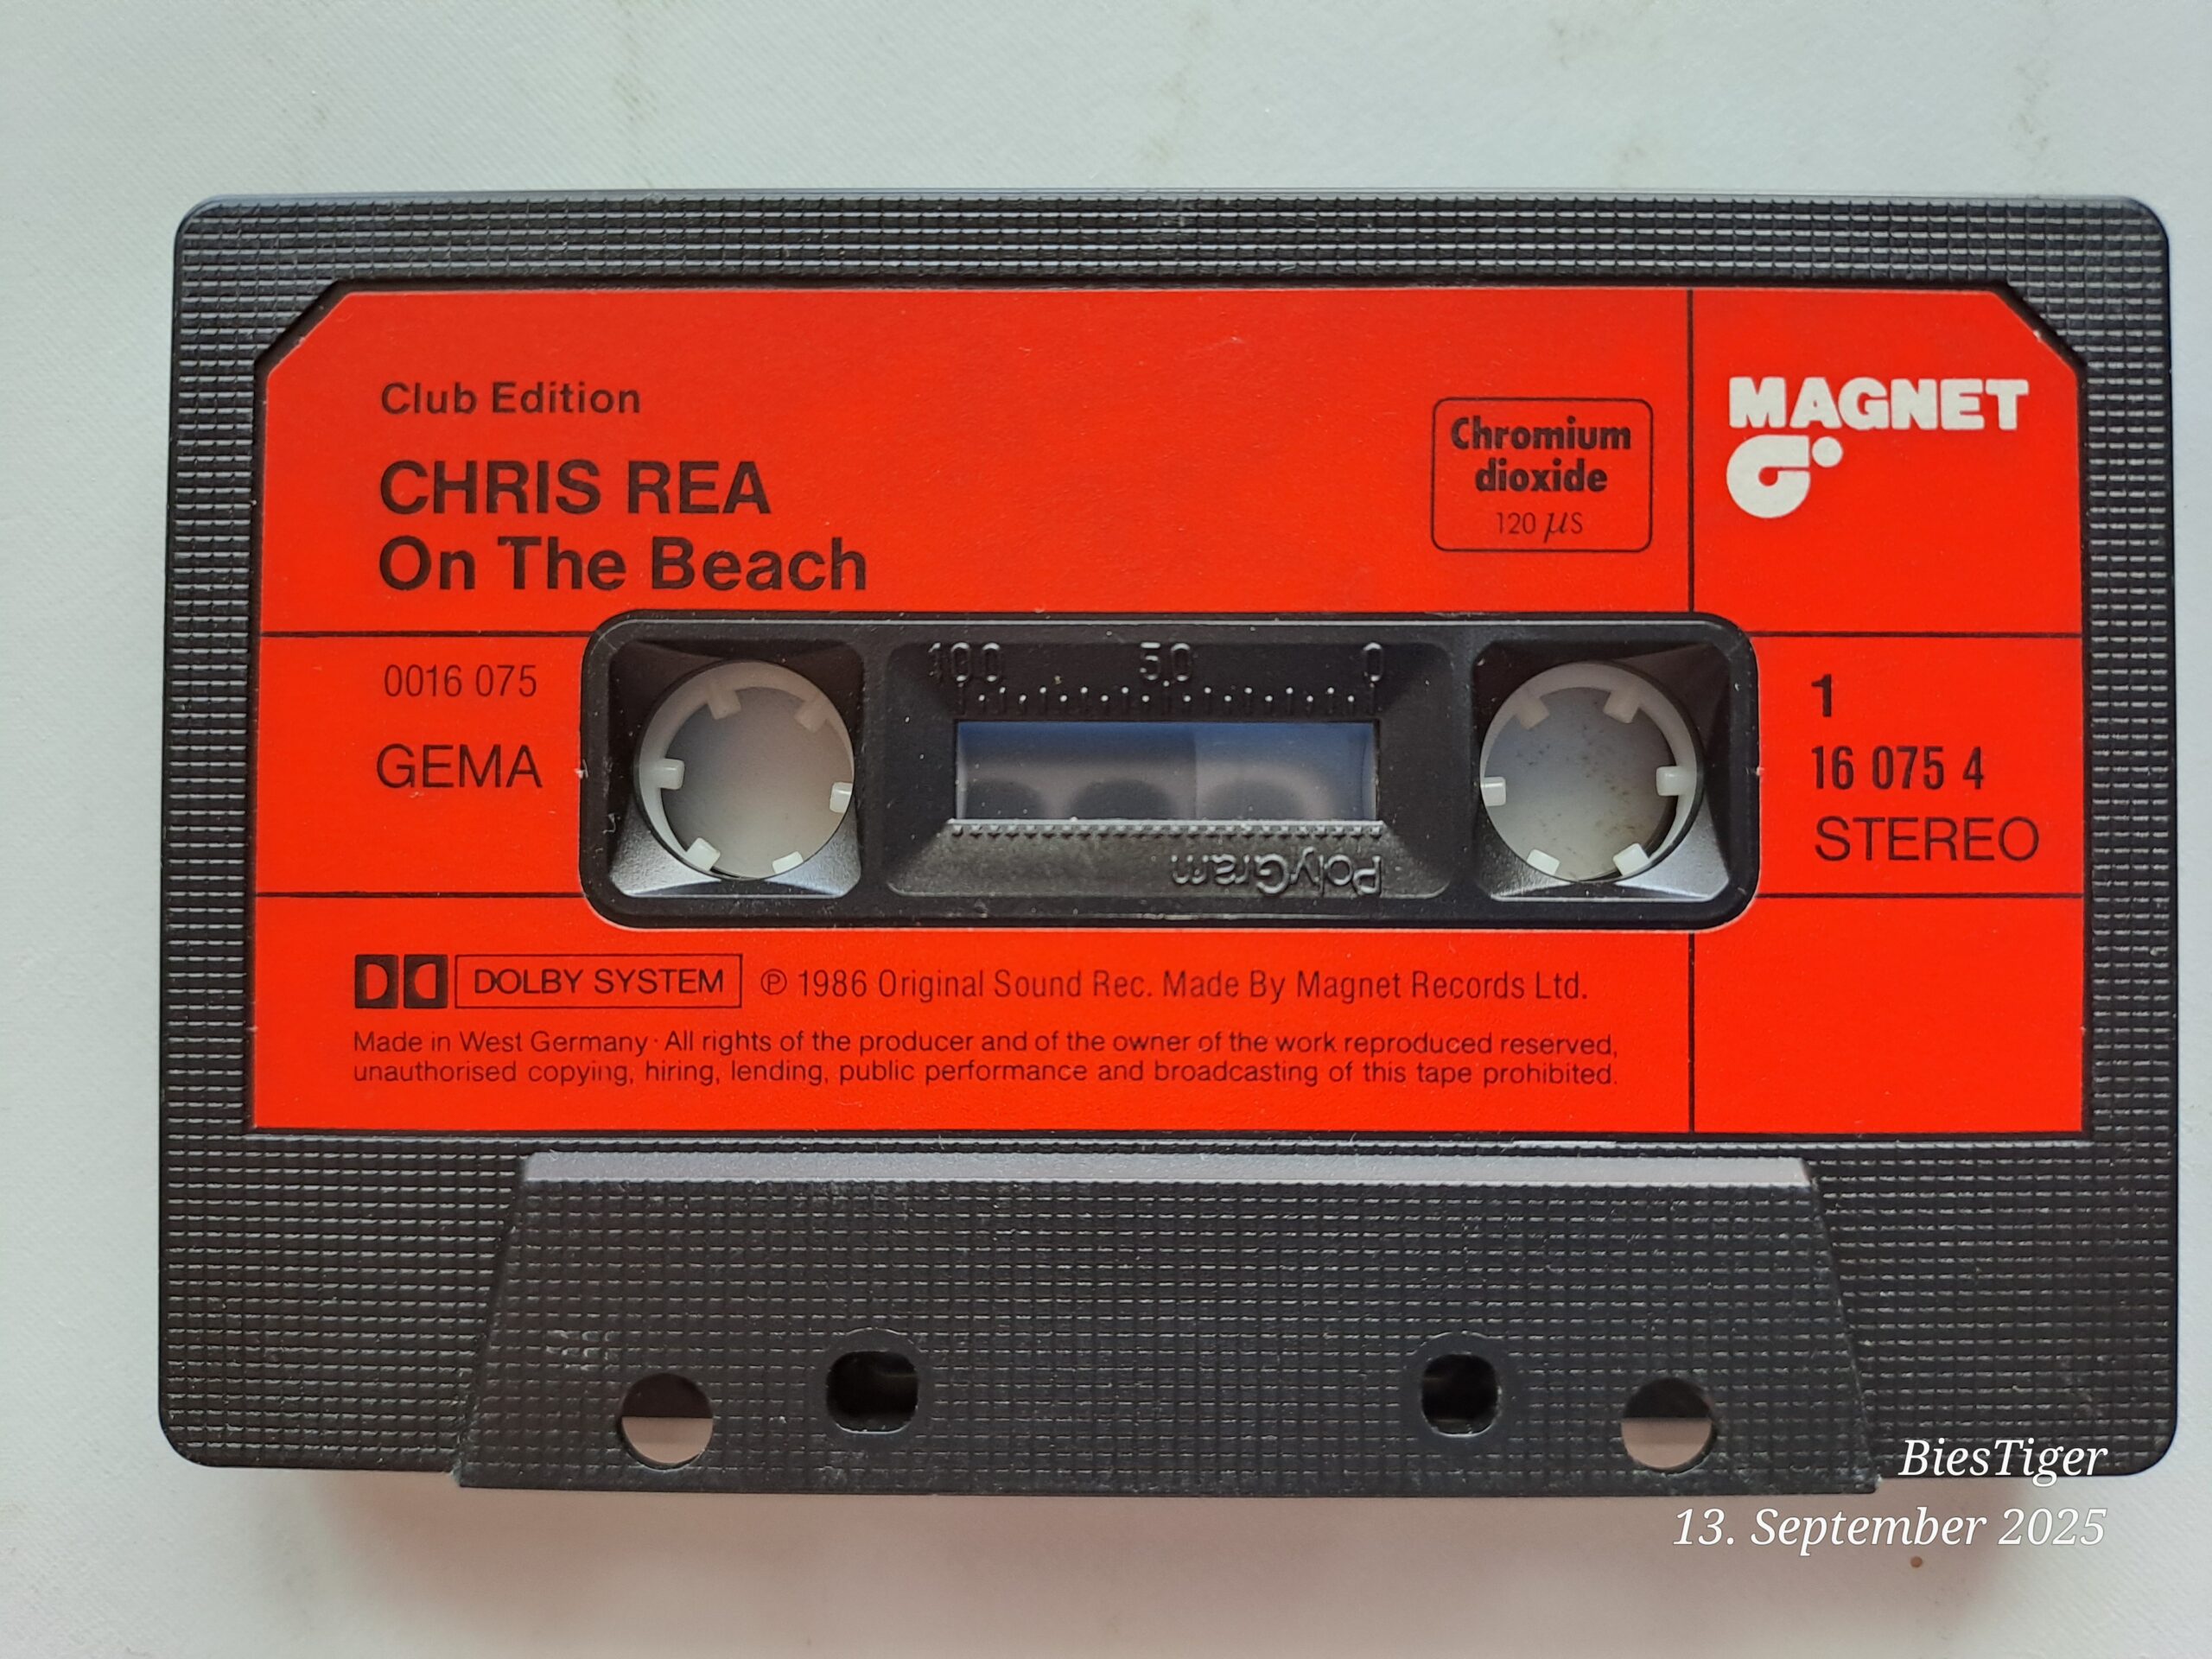 Club Edition
CHRIS REA
On The Beach
Chromium
dioxide
120 µs
MAGNET
0016 075
GEMA
100 50 0
PolyGram
1
16 075 4
STEREO
DOLBY SYSTEM ℗ 1986 Original Sound Rec. Made By Magnet Records Ltd.
Made in West Germany · All rights of the producer and of the owner of the work reproduced reserved,
unauthorised copying, hiring, lending, public performance and broadcasting of this tape prohibited.
BiesTiger
13. September 2025